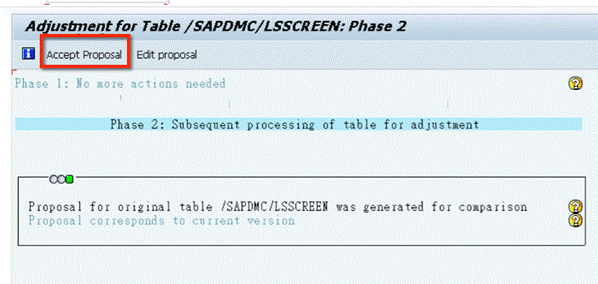 Adjustment for Table /SAPDMC/LSSCREEN: Phase 2
Accept Proposal Edit proposal
Phase 1: No more actions needed
Phase 2: Subsequent processing of table for adjustment
Proposal for original table /SAPDMC/LSSCREEN was generated for comparison
Proposal corresponds to current version